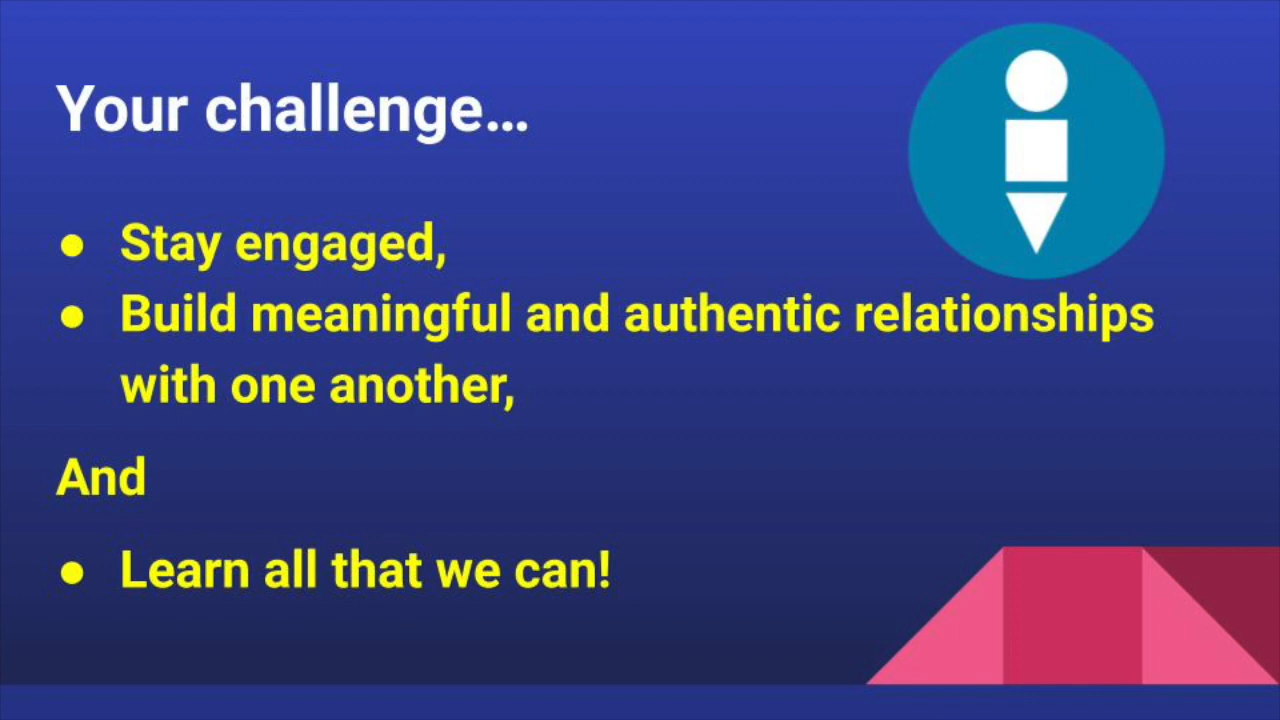 Your challenge…
● Stay engaged,
● Build meaningful and authentic relationships
with one another,
And
● Learn all that we can!